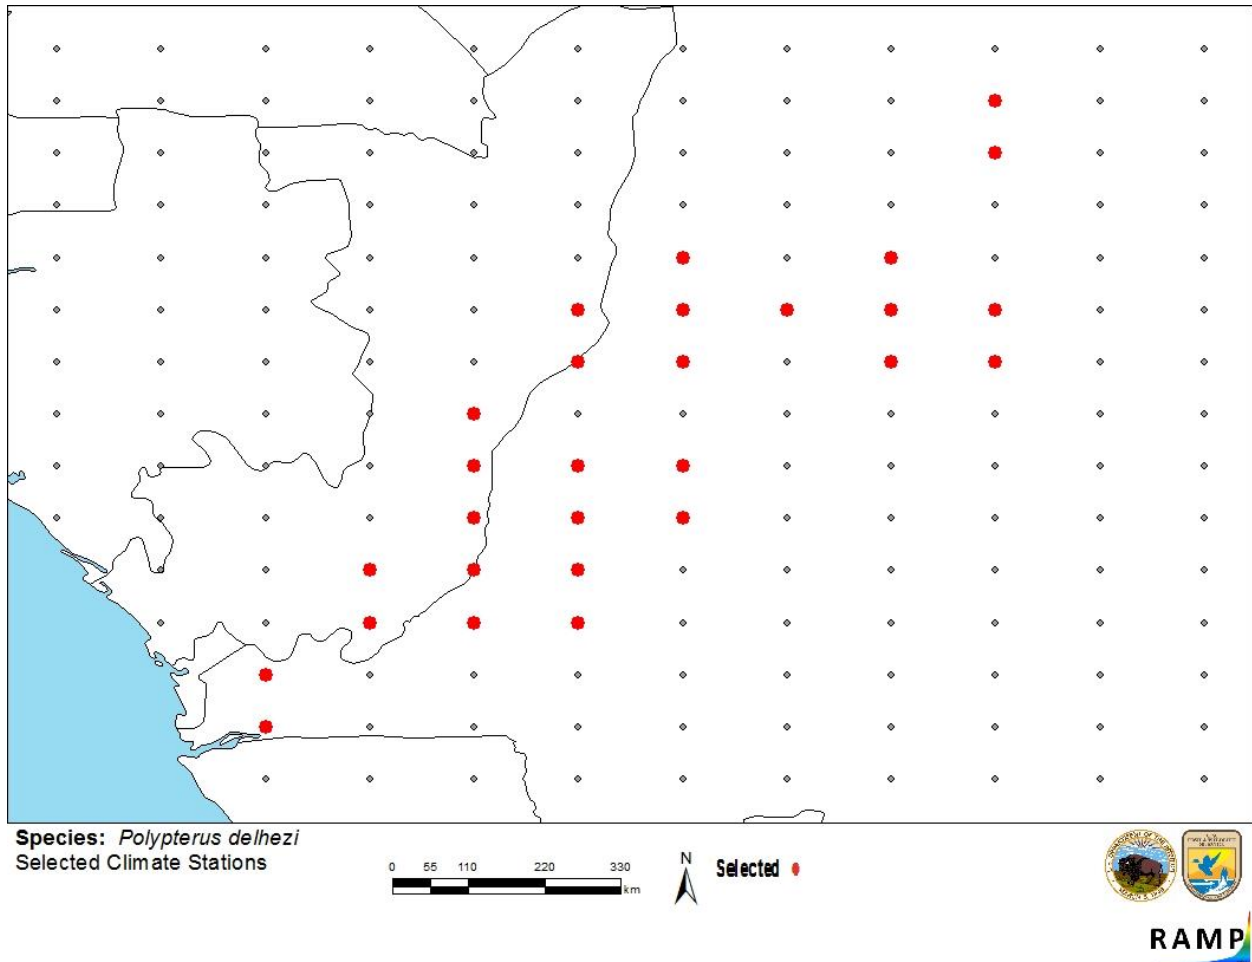 Species: Polypterus delhezi
Selected Climate Stations
0 55 110 220 330
km
N
Selected
RAMP